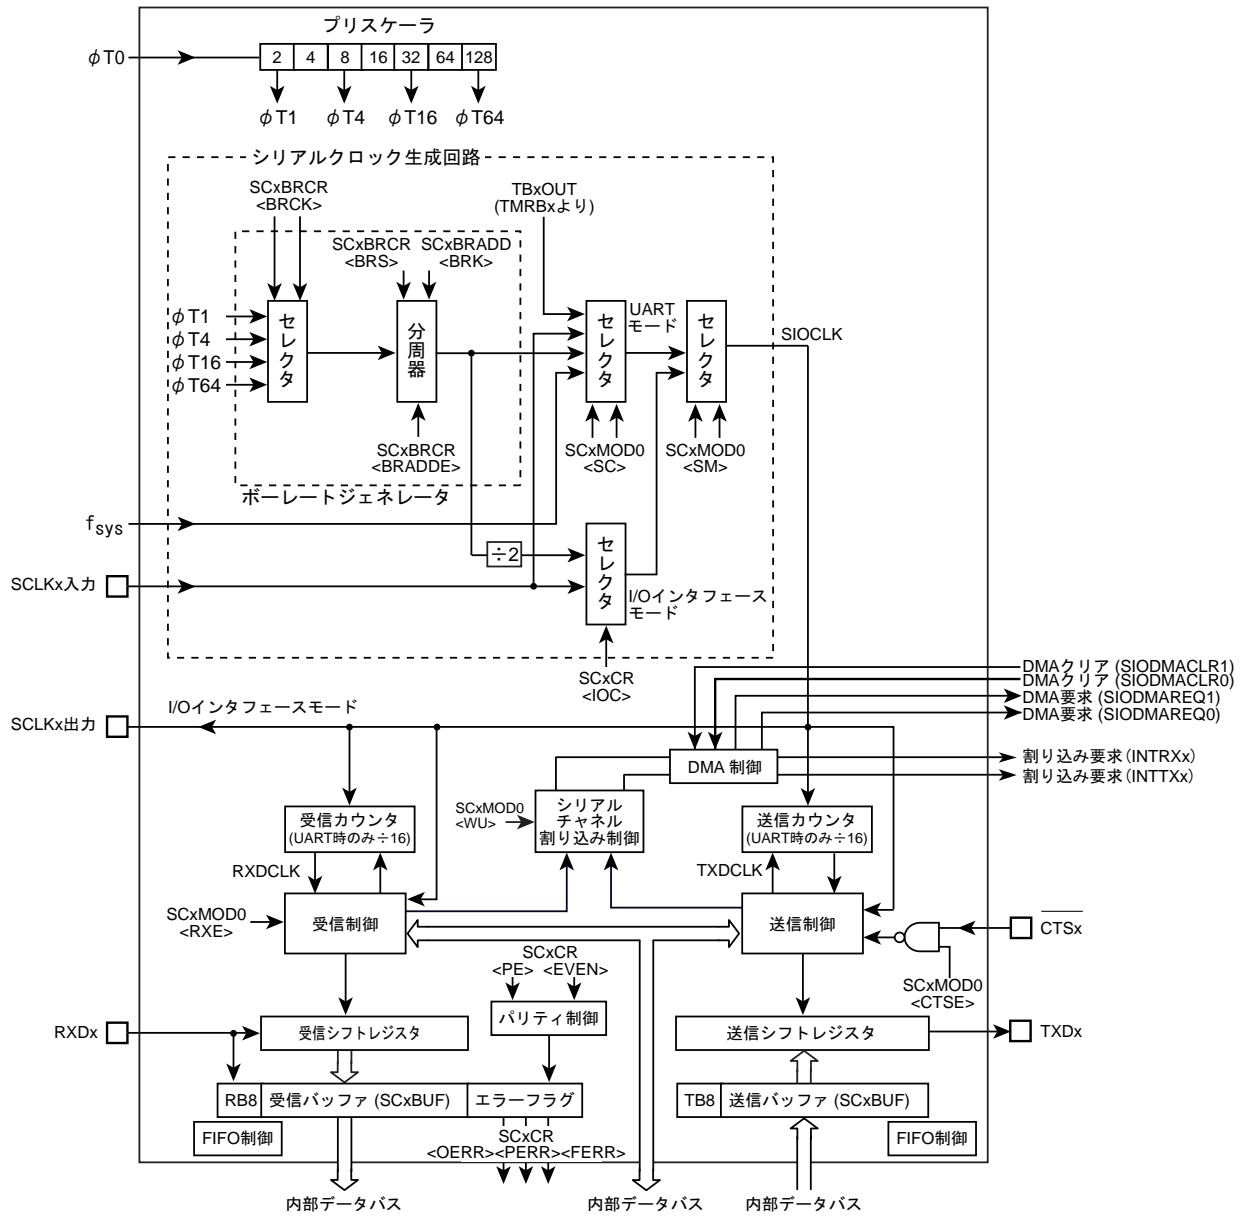 プリスケーラ
φT0
2 4 8 16 32 64 128
φT1 φT4 φT16 φT64
シリアルクロック生成回路
SCxBRCR
<BRCK>
TBxOUT
(TMRBxより)
SCxBRCR
<BRS>
SCxBRADD
<BRK>
φT1
φT4
φT16
φT64
セレクタ
分周器
セレクタ
UART
モード
セレクタ
SIOCLK
SCxBRCR
<BRADDE>
SCxMOD0
<SC>
SCxMOD0
<SM>
ボーレートジェネレータ
fsys
÷2
セレクタ
SCLKx入力
I/Oインタフェース
モード
SCxCR
<IOC>
DMAクリア (SIODMACLR1)
DMAクリア (SIODMACLR0)
DMA要求 (SIODMAREQ1)
DMA要求 (SIODMAREQ0)
I/Oインタフェースモード
SCLKx出力
DMA 制御
割り込み要求 (INTRXx)
割り込み要求 (INTTXx)
受信カウンタ
(UART時のみ÷16)
SCxMOD0
<WU>
シリアル
チャネル
割り込み制御
送信カウンタ
(UART時のみ÷16)
RXDCLK
TXDCLK
SCxMOD0
<RXE>
受信制御
送信制御
CTSx
SCxMOD0
<CTSE>
SCxCR
<PE> <EVEN>
パリティ制御
RXDx
受信シフトレジスタ
送信シフトレジスタ
TXDx
RB8 受信バッファ (SCxBUF) エラーフラグ
TB8 送信バッファ (SCxBUF)
FIFO制御
SCxCR
<OERR><PERR><FERR>
FIFO制御
内部データバス
内部データバス
内部データバス